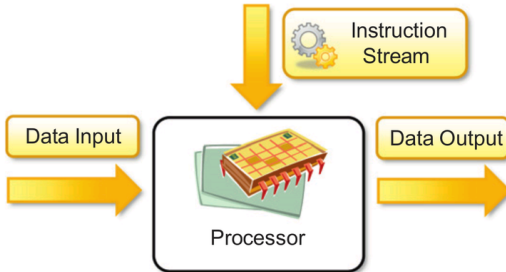 Instruction
Stream
Data Input
Data Output
Processor